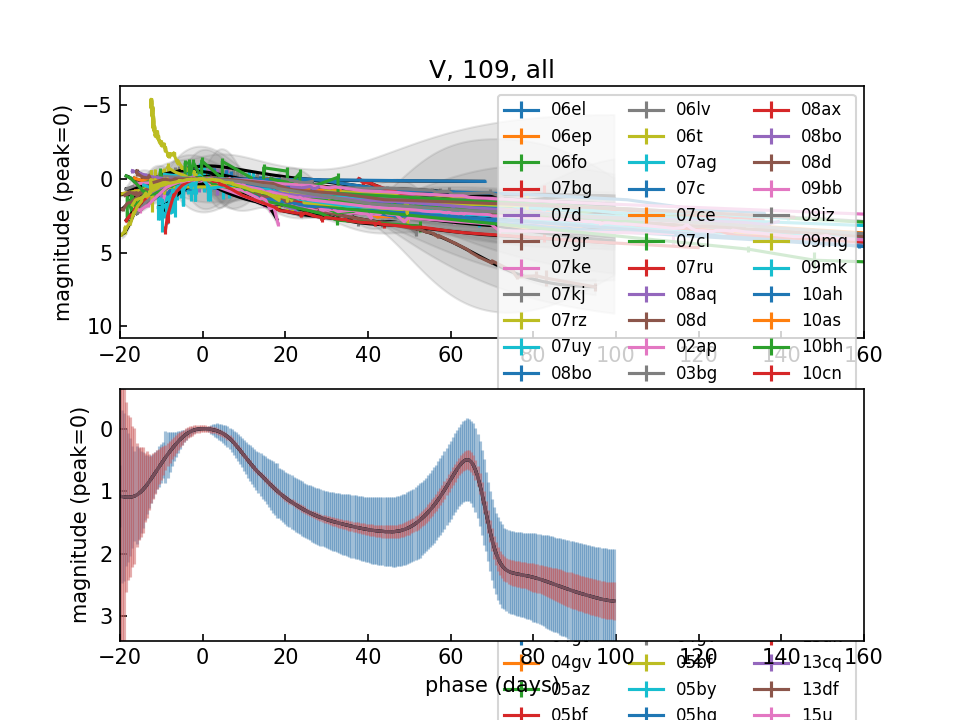 V, 109, all
magnitude (peak=0)
−5
0
5
10
06el 06lv 08ax
06ep 06t 08bo
06fo 07ag 08d
07bg 07c 09bb
07d 07ce 09iz
07gr 07cl 09mg
07ke 07ru 09mk
07kj 08aq 10ah
07rz 08d 10as
07uy 02ap 10bh
08bo 03bg 10cn
−20 0 20 40 60 80 100 120 140 160
magnitude (peak=0)
0
1
2
3
−20 0 20 40 60 80 100 120 140 160
04gv 05bf 13cq
05az 05by 13df
05bf 05hg 15u
phase (days)